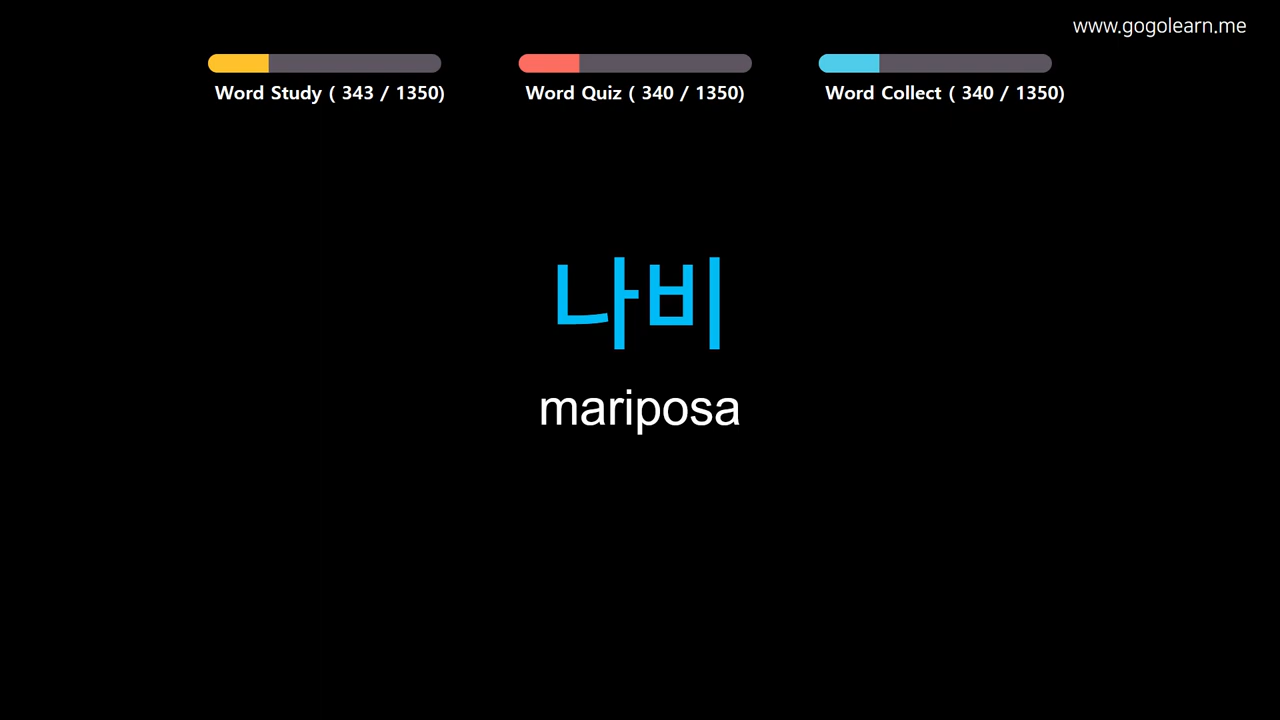 www.gogolearn.me
Word Study ( 343 / 1350)
Word Quiz ( 340 / 1350)
Word Collect ( 340 / 1350)
나비
mariposa